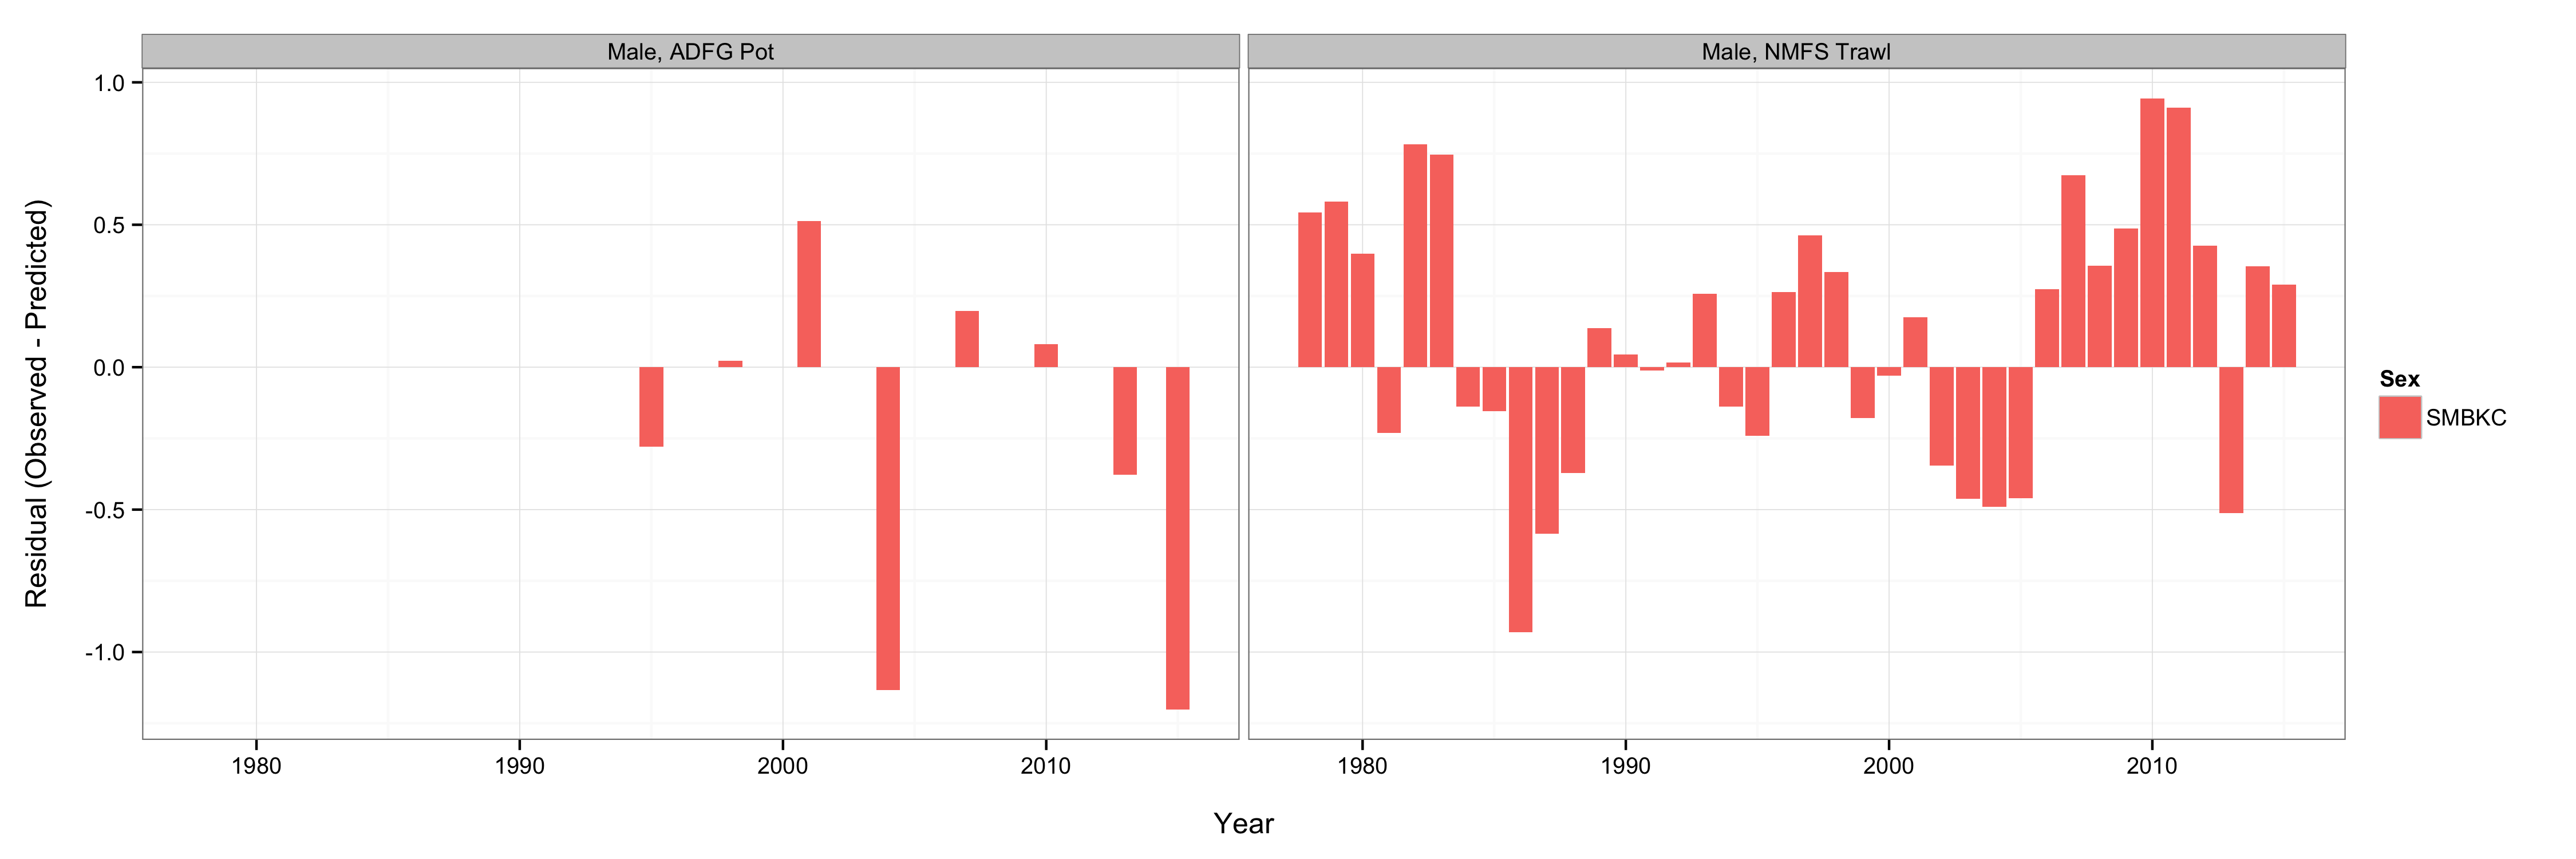 Male, ADFG Pot
Male, NMFS Trawl
Residual (Observed - Predicted)
1.0
0.5
0.0
-0.5
-1.0
1980
1990
2000
2010
1980
1990
2000
2010
Year
Sex
SMBKC